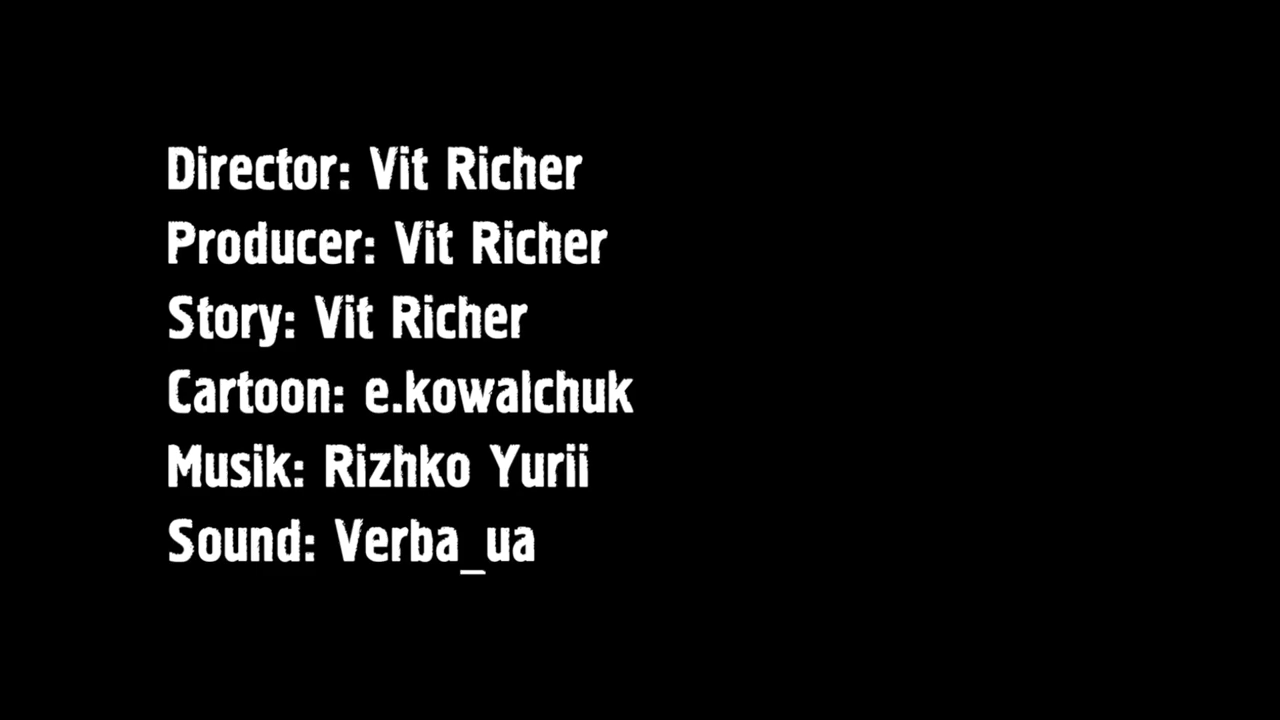 Director: Vit Richer
Producer: Vit Richer
Story: Vit Richer
Cartoon: e.kowalchuk
Musik: Rizhko Yurii
Sound: Verba_ua